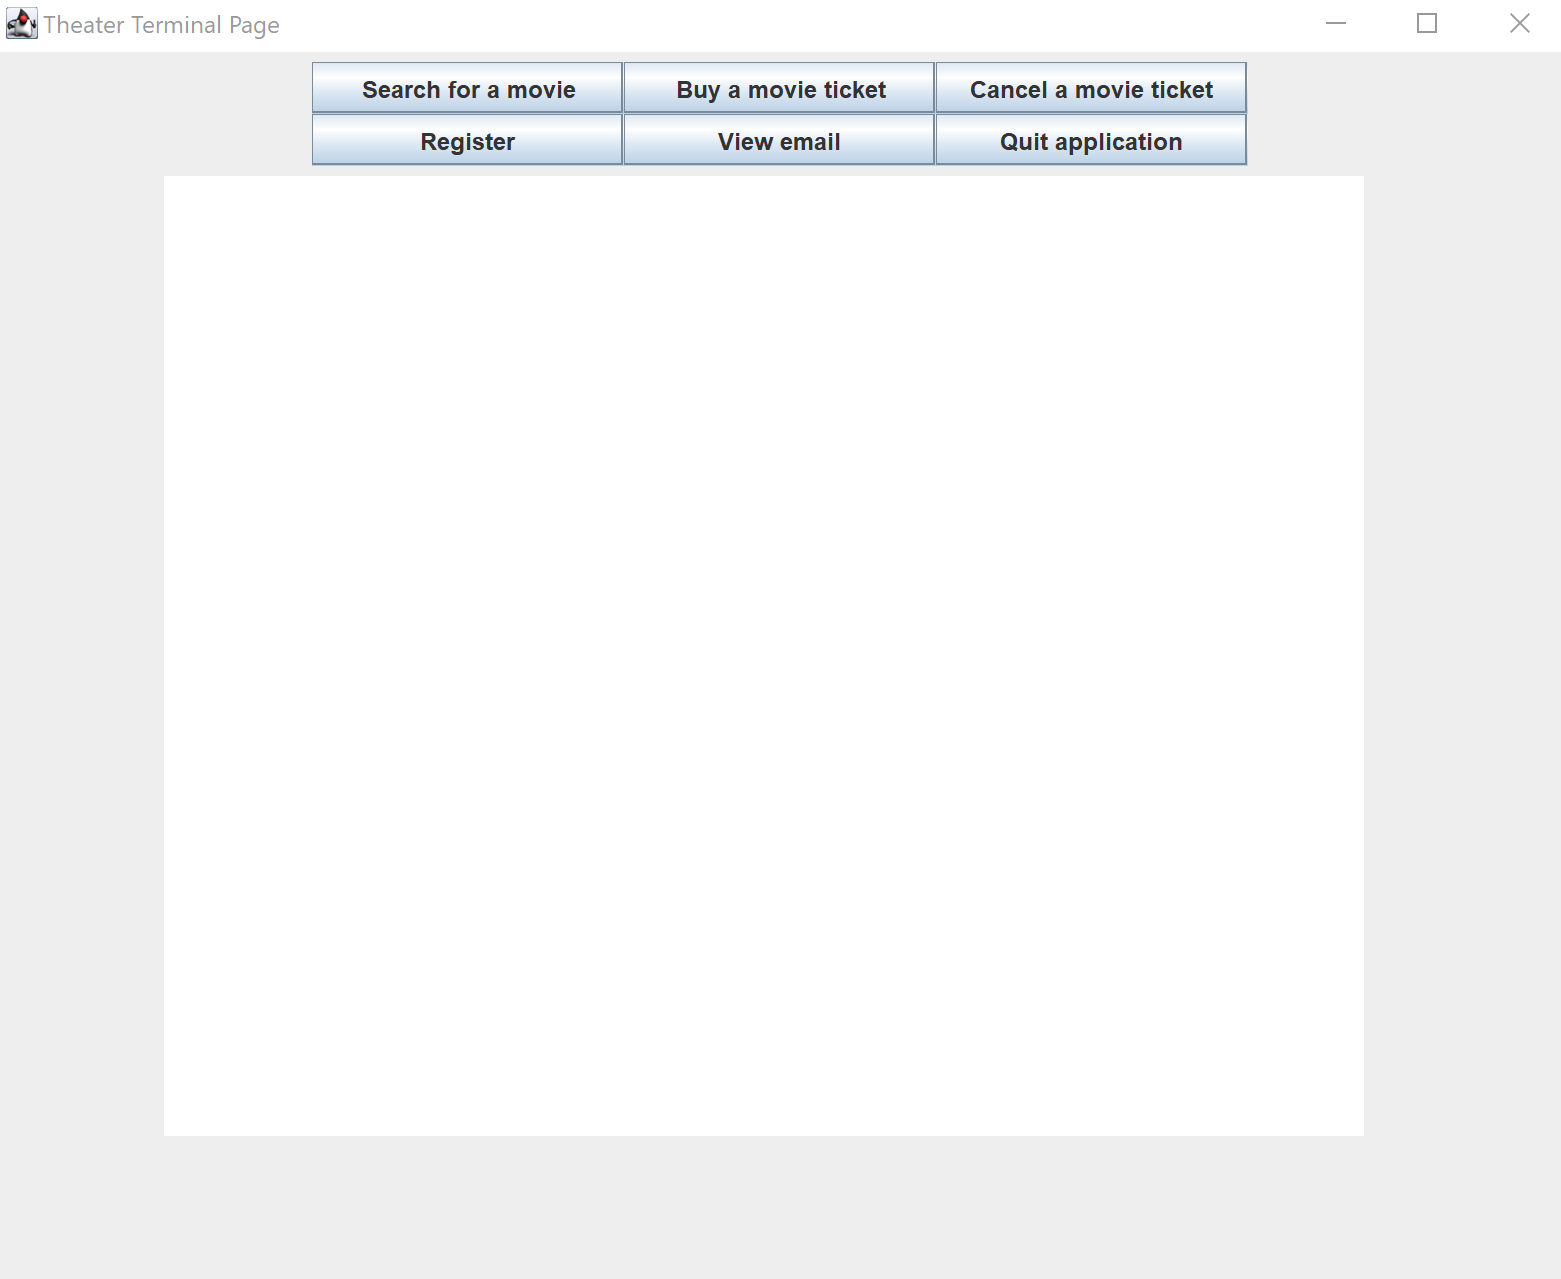 Theater Terminal Page
Search for a movie Buy a movie ticket Cancel a movie ticket
Register View email Quit application